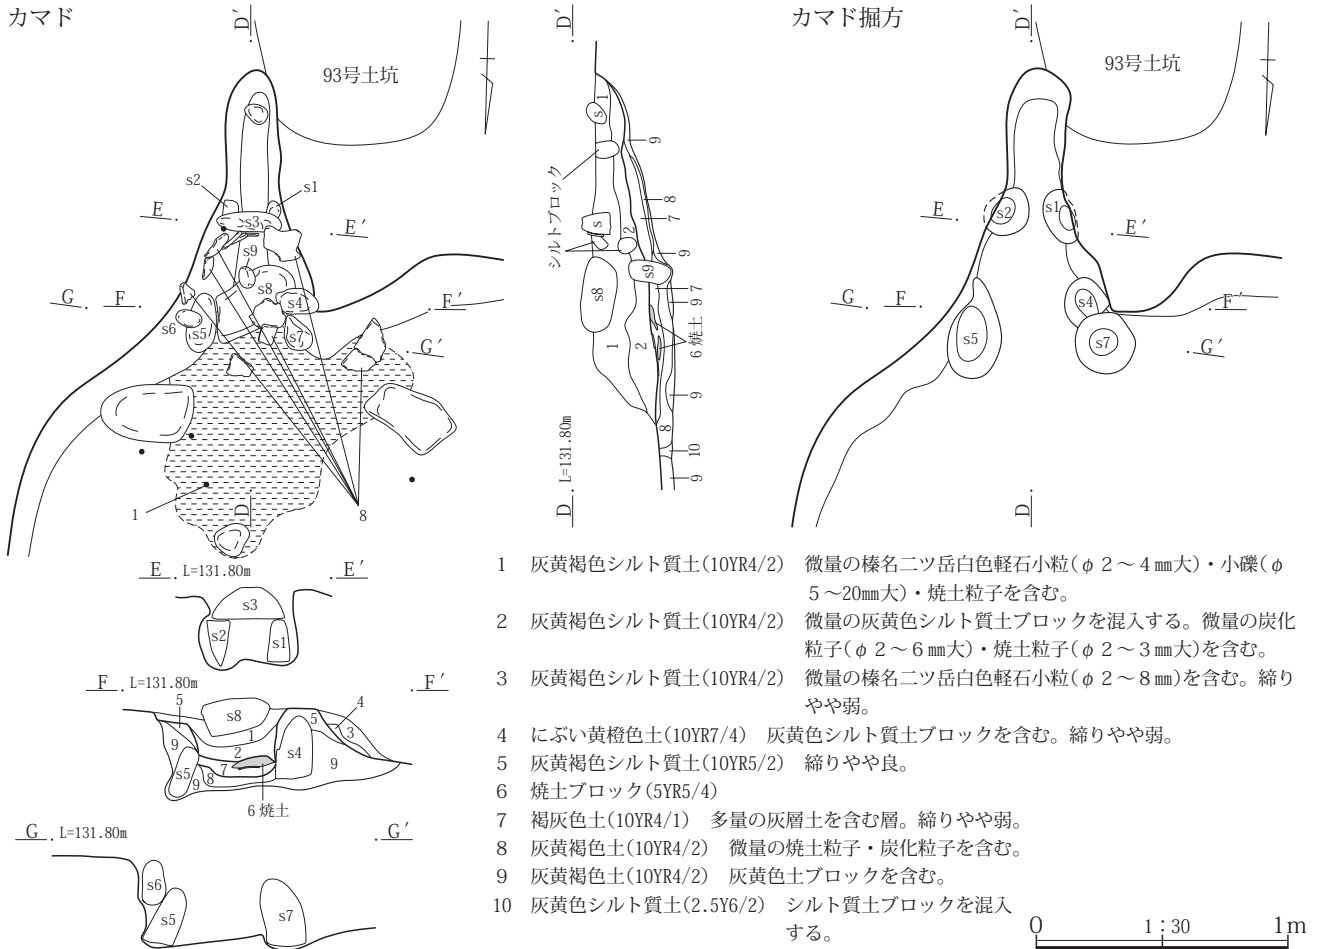 カマド
D′
93号土坑
s2
s1
E
E′
s3
s9
s8
G
F
s4
F′
s6
s5
s7
G′
1
D
8
D′
1
s
9
シルトブロック
8
7
s
2
9
s9
s8
7
9
1
2
6 焼土
9
8
10
9
L=131.80m
D
カマド掘方
D′
93号土坑
E
s2
s1
E′
G
F
s4
F′
s5
s7
G′
D
E
L=131.80m
E′
s3
s2
s1
F
L=131.80m
F′
5
4
s8
5
3
1
9
2
s4
9
s5
7
8
9
6 焼土
G
L=131.80m
G′
s6
s5
s7
1 灰黄褐色シルト質土(10YR4/2) 微量の榛名二ツ岳白色軽石小粒(φ2～4㎜大)・小礫(φ
5～20㎜大)・焼土粒子を含む。
2 灰黄褐色シルト質土(10YR4/2) 微量の灰黄色シルト質土ブロックを混入する。微量の炭化
粒子(φ2～6㎜大)・焼土粒子(φ2～3㎜大)を含む。
3 灰黄褐色シルト質土(10YR4/2) 微量の榛名二ツ岳白色軽石小粒(φ2～8㎜)を含む。締り
やや弱。
4 にぶい黄橙色土(10YR7/4) 灰黄色シルト質土ブロックを含む。締りやや弱。
5 灰黄褐色シルト質土(10YR5/2) 締りやや良。
6 焼土ブロック(5YR5/4)
7 褐灰色土(10YR4/1) 多量の灰層土を含む層。締りやや弱。
8 灰黄褐色土(10YR4/2) 微量の焼土粒子・炭化粒子を含む。
9 灰黄褐色土(10YR4/2) 灰黄色土ブロックを含む。
10 灰黄色シルト質土(2.5Y6/2) シルト質土ブロックを混入
する。
0 1：30 1m